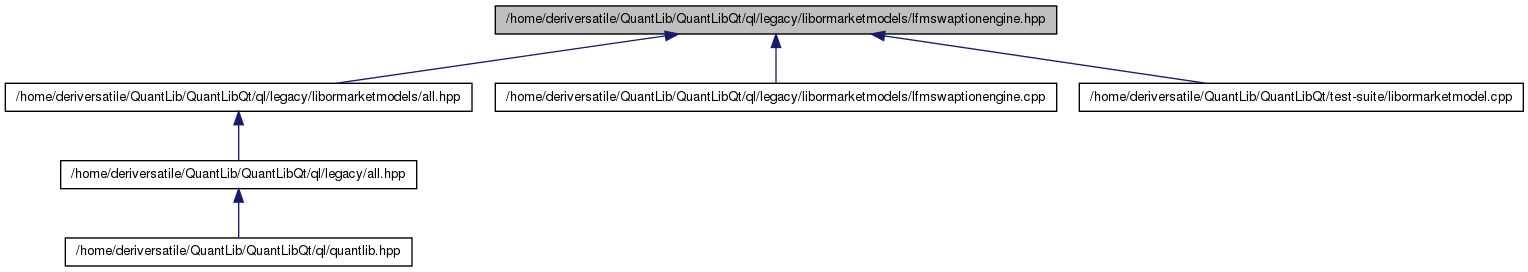 /home/deriversatile/QuantLib/QuantLibQt/ql/legacy/libormarketmodels/lfmswaptionengine.hpp
/home/deriversatile/QuantLib/QuantLibQt/ql/legacy/libormarketmodels/all.hpp
/home/deriversatile/QuantLib/QuantLibQt/ql/legacy/libormarketmodels/lfmswaptionengine.cpp
/home/deriversatile/QuantLib/QuantLibQt/test-suite/libormarketmodel.cpp
/home/deriversatile/QuantLib/QuantLibQt/ql/legacy/all.hpp
/home/deriversatile/QuantLib/QuantLibQt/ql/quantlib.hpp